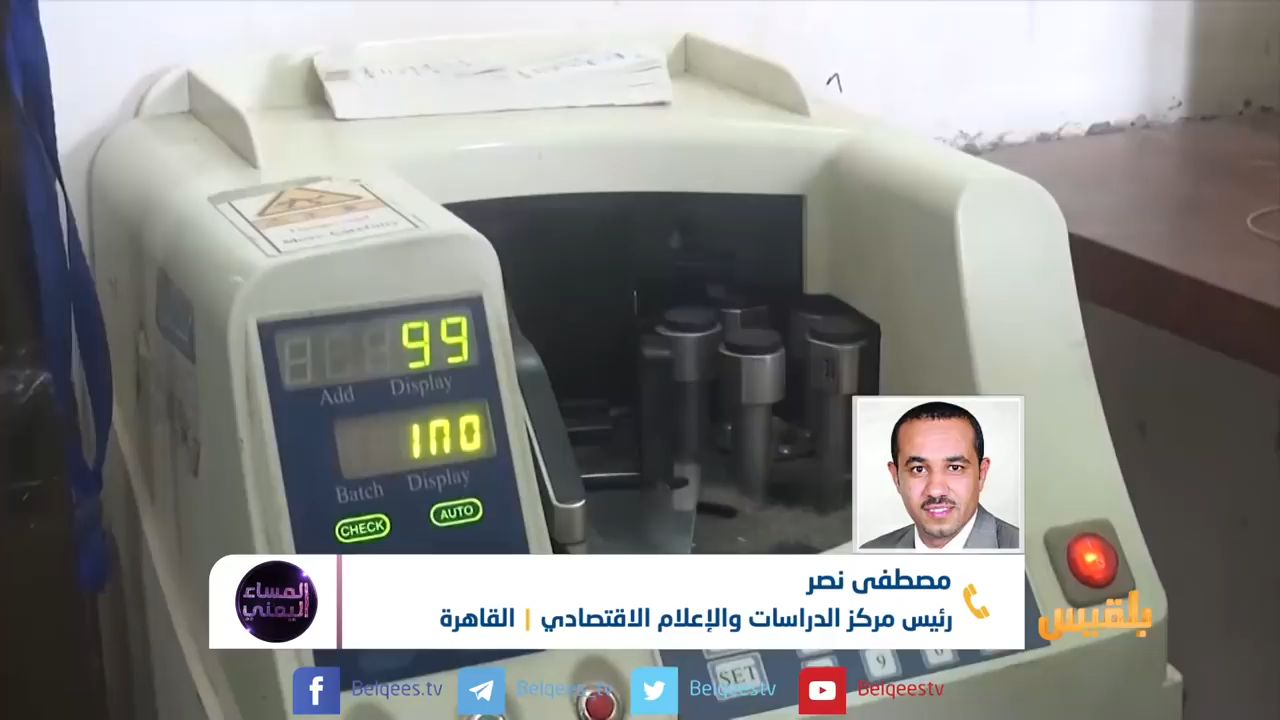 99
Add Display
100
Batch Display
CHECK AUTO
مصطفى نصر
رئيس مركز الدراسات والإعلام الاقتصادي | القاهرة
المساء
اليمني
بلقيس
SET
9
Belqees.tv
Belqees.tv
Belqeestv
Belqeestv